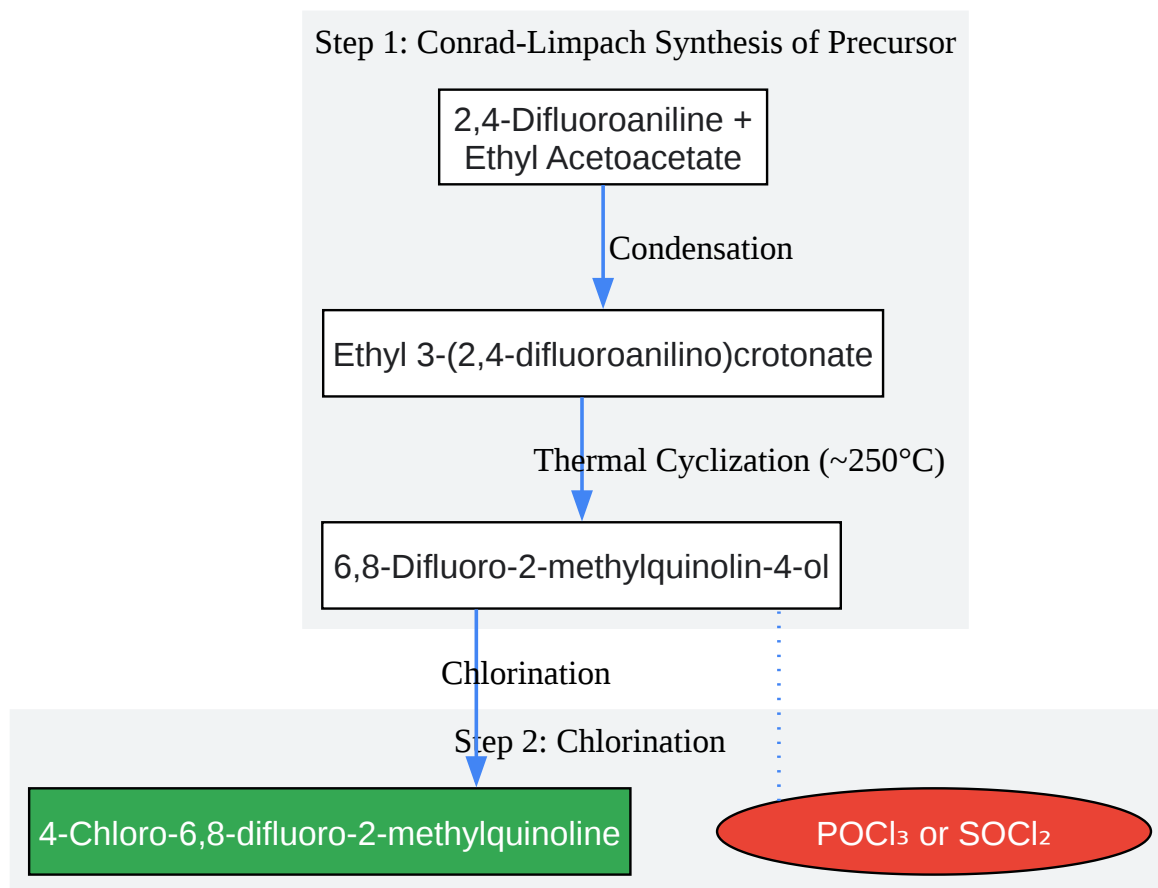 Step 1: Conrad-Limpach Synthesis of Precursor
2,4-Difluoroaniline +
Ethyl Acetoacetate
Condensation
Ethyl 3-(2,4-difluoroanilino)crotonate
Thermal Cyclization (~250°C)
6,8-Difluoro-2-methylquinolin-4-ol
Chlorination
Step 2: Chlorination
4-Chloro-6,8-difluoro-2-methylquinoline
POCl₃ or SOCl₂